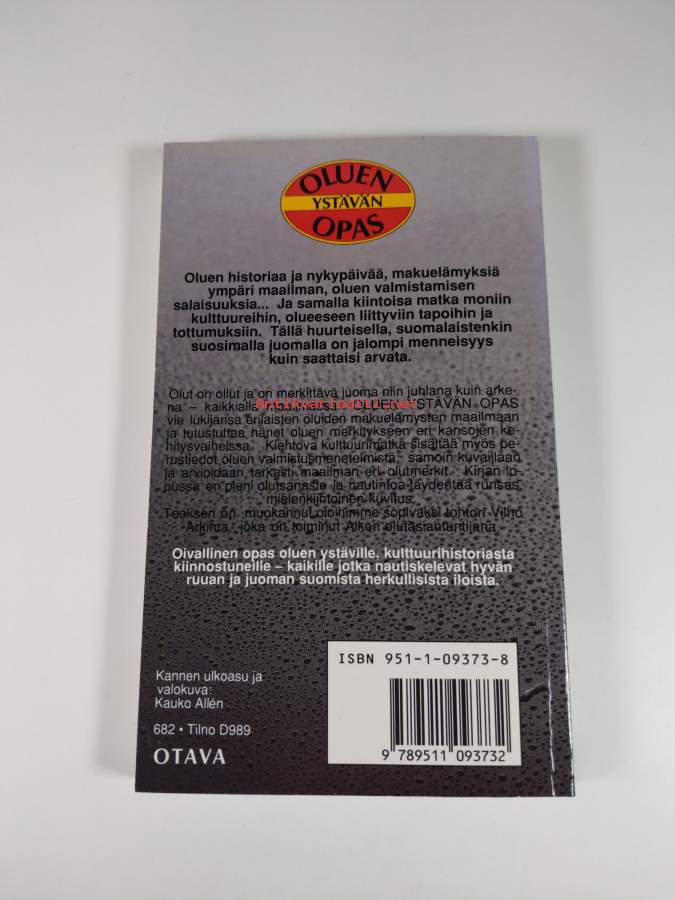 OLUEN
YSTÄVÄN
OPAS
Oluen historiaa ja nykypäivää, makuelämyksiä
ympäri maailman, oluen valmistamisen
salaisuuksia... Ja samalla kiintoisa matka moniin
kulttuureihin, olueeseen liittyviin tapoihin ja
tottumuksiin. Tällä huurteisella, suomalaistenkin
suosimalla juomalla on jalompi menneisyys
kuin saattaisi arvata.
Olut on ollut ja on merkittävä juoma niin juhlana kuin arke-
na – kaikkialla maailmassa. OLUEN YSTÄVÄN OPAS
vie lukijansa erilaisten oluiden makuelämysten maailmaan
ja tutustuttaa hänet oluen merkitykseen eri kansojen ke-
hitysvaiheissa. Kiehtova kulttuurimatka sisältää myös pe-
rustiedot oluen valmistusmenetelmistä, samoin kuvaillaan
ja arvioidaan tarkasti maailman eri olutmerkit. Kirjan lo-
pussa on pieni olutsanasto ja nautintoa täydentää runsas,
mielenkiintoinen kuvitus.
Teoksen on muokannut oloihimme sopivaksi tohtori Vilho
Arkima, joka on toiminut Alkon olutasiantuntijana.
Oivallinen opas oluen ystäville, kulttuurihistoriasta
kiinnostuneille – kaikille jotka nautiskelevat hyvän
ruuan ja juoman suomista herkullisista iloista.
Kannen ulkoasu ja
valokuva:
Kauko Allén
682 • Tilno D989
OTAVA
ISBN 951-1-09373-8
9 789511 093732